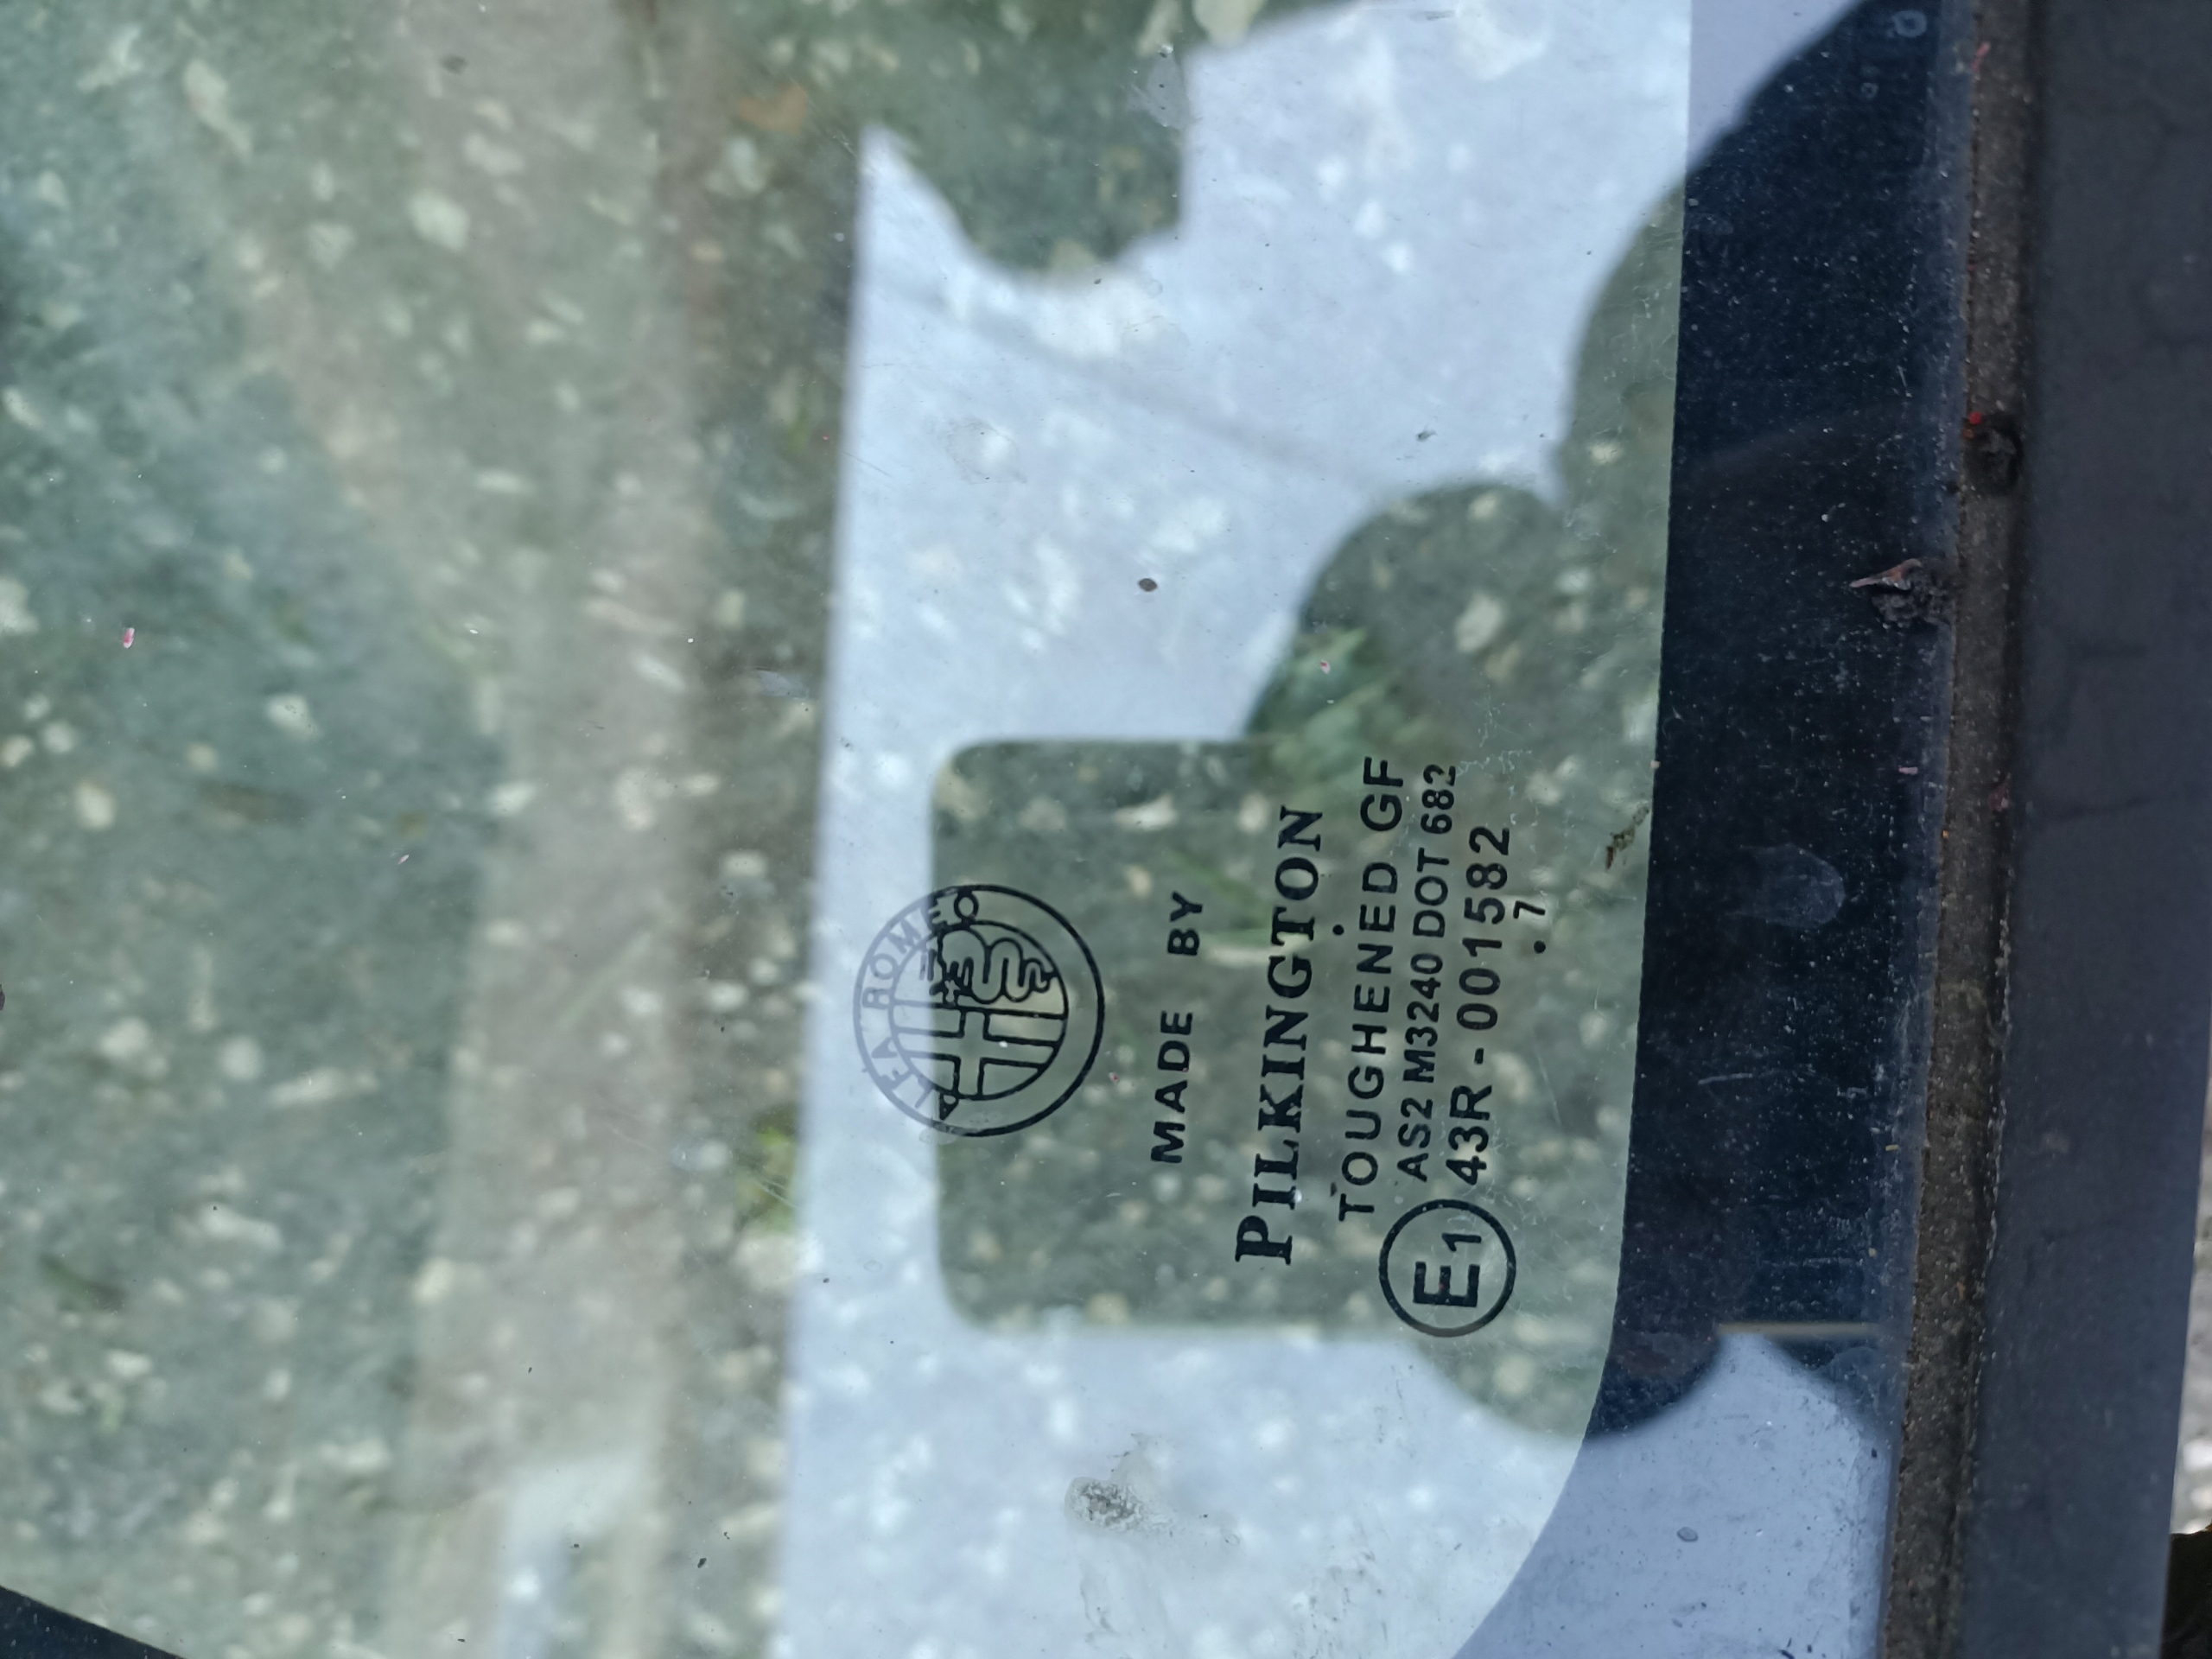 ALFA ROMEO
MADE BY
PILKINGTON
TOUGHENED GF
AS2 M3240 DOT 682
E1 43R-001582
. 7